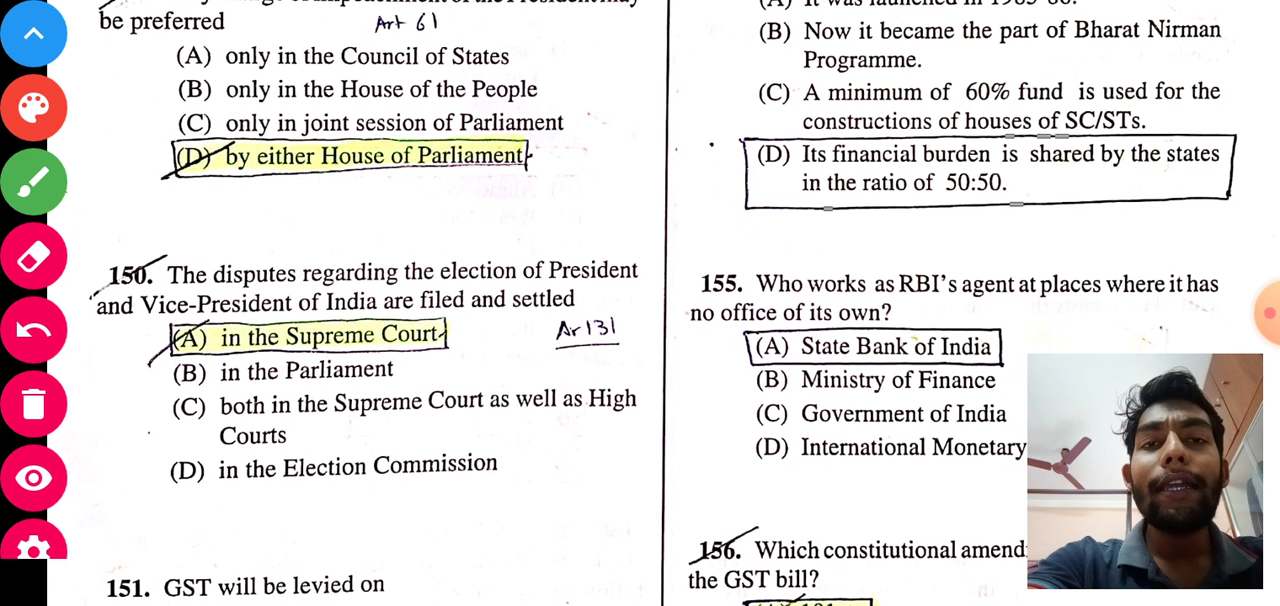 be preferred
Art 61
(A) only in the Council of States
(B) only in the House of the People
(C) only in joint session of Parliament
(D) by either House of Parliament
150. The disputes regarding the election of President
and Vice-President of India are filed and settled
(A) in the Supreme Court
Ar 131
(B) in the Parliament
(C) both in the Supreme Court as well as High
Courts
(D) in the Election Commission
151. GST will be levied on
(B) Now it became the part of Bharat Nirman
Programme.
(C) A minimum of 60% fund is used for the
constructions of houses of SC/STs.
(D) Its financial burden is shared by the states
in the ratio of 50:50.
155. Who works as RBI's agent at places where it has
no office of its own?
(A) State Bank of India
(B) Ministry of Finance
(C) Government of India
(D) International Monetary
156. Which constitutional amend
the GST bill?